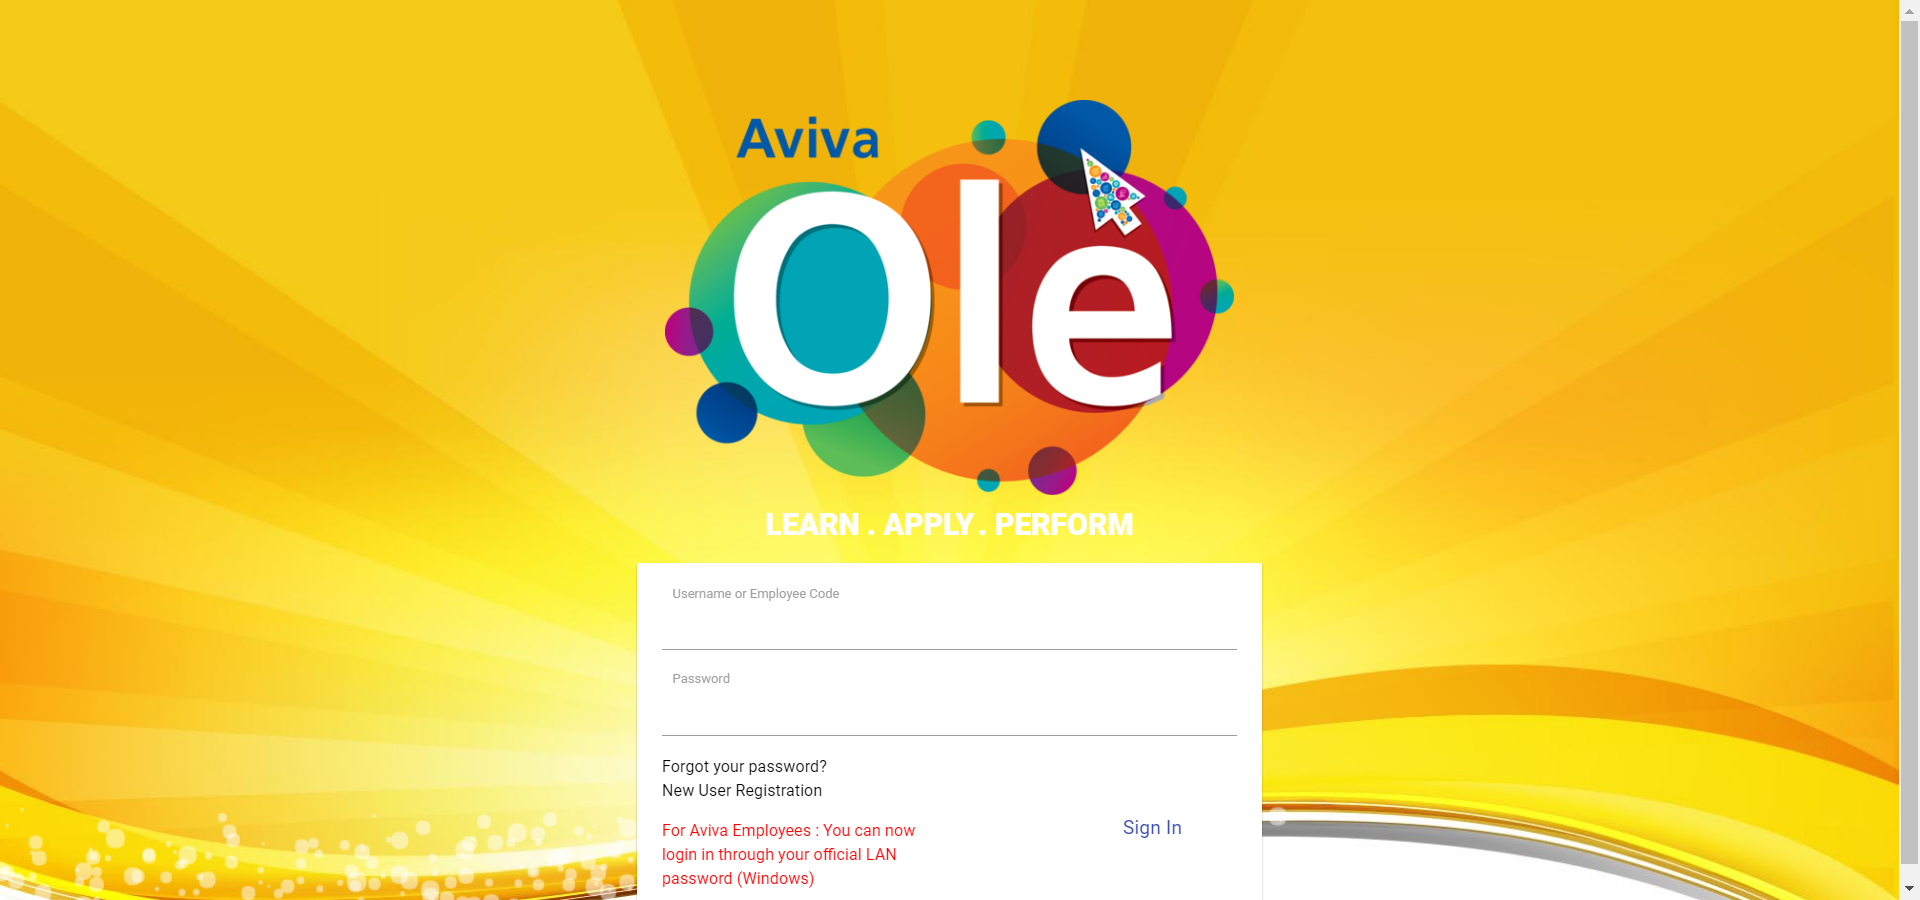 Aviva
Ole
LEARN . APPLY . PERFORM
Username or Employee Code
Password
Forgot your password?
New User Registration
For Aviva Employees : You can now
login in through your official LAN
password (Windows)
Sign In